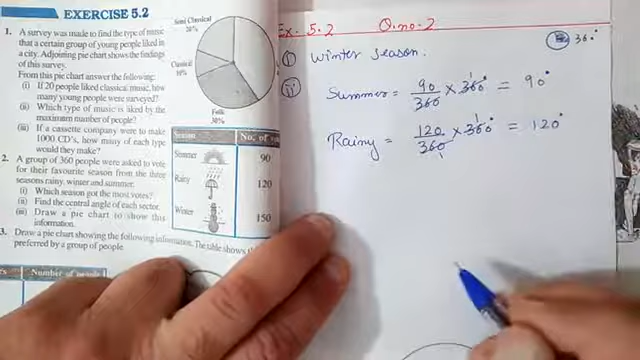 EXERCISE 5.2
1. A survey was made to find the type of music
that a certain group of young people liked in
a city. Adjoining pie chart shows the findings
of this survey.
From this pie chart answer the following:
(i) If 20 people liked classical music, how
many young people were surveyed?
(ii) Which type of music is liked by the
maximum number of people?
(iii) If a cassette company were to make
1000 CD's, how many of each type
would they make?
2. A group of 360 people were asked to vote
for their favourite season from the three
seasons rainy, winter and summer.
(i) Which season got the most votes?
(ii) Find the central angle of each sector.
(iii) Draw a pie chart to show this
information.
3. Draw a pie chart showing the following information. The table shows
preferred by a group of people.
Number of people
Semi Classical
20%
Classical
10%
Folk
30%
Season No. of
Summer 90
Rainy 120
Winter 150
Ex. 5.2 Q.no.2
(i) Winter season.
(ii)
Summer = 90/360 × 360° = 90°
Rainy = 120/360 × 360° = 120°
1
1
1
360°